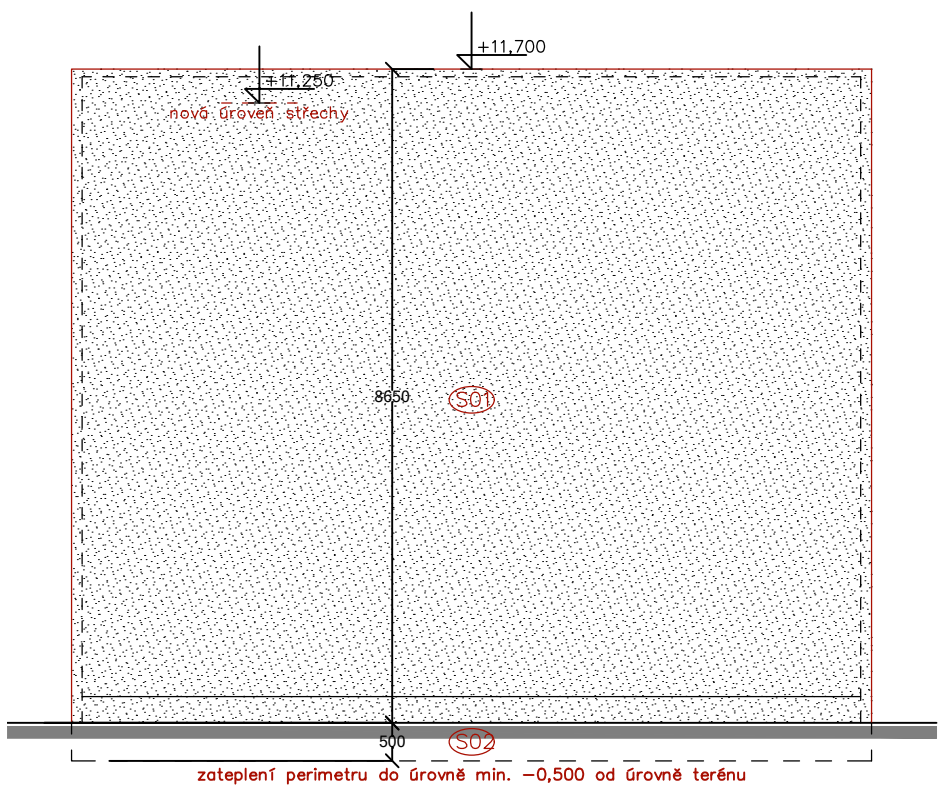 +11,700
+11,250
nová úroveň střechy
8650
S01
500
S02
zateplení perimetru do úrovně min. −0,500 od úrovně terénu